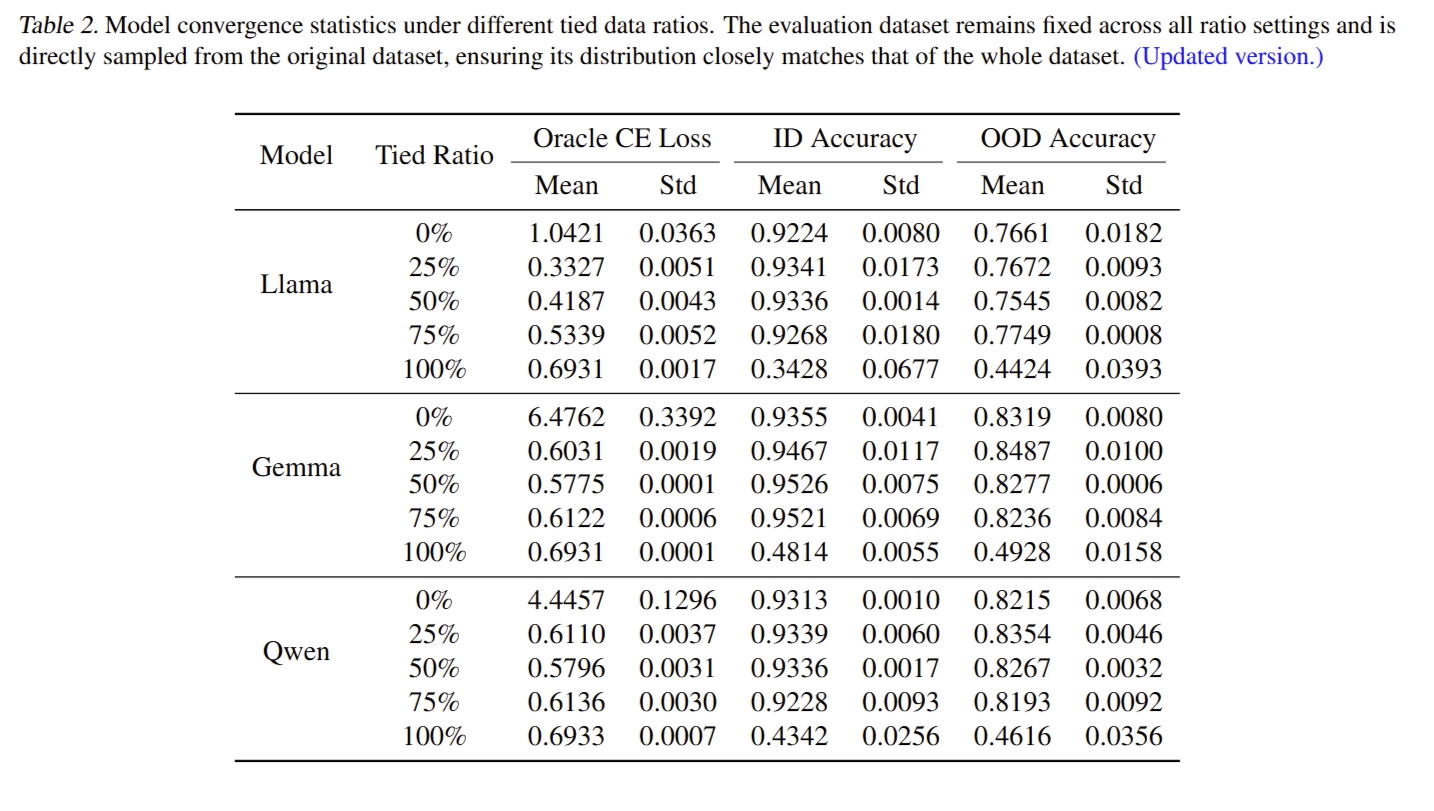 Table 2. Model convergence statistics under different tied data ratios. The evaluation dataset remains fixed across all ratio settings and is
directly sampled from the original dataset, ensuring its distribution closely matches that of the whole dataset. (Updated version.)
Model Tied Ratio Oracle CE Loss ID Accuracy OOD Accuracy
Mean Std Mean Std Mean Std
Llama
0% 1.0421 0.0363 0.9224 0.0080 0.7661 0.0182
25% 0.3327 0.0051 0.9341 0.0173 0.7672 0.0093
50% 0.4187 0.0043 0.9336 0.0014 0.7545 0.0082
75% 0.5339 0.0052 0.9268 0.0180 0.7749 0.0008
100% 0.6931 0.0017 0.3428 0.0677 0.4424 0.0393
Gemma
0% 6.4762 0.3392 0.9355 0.0041 0.8319 0.0080
25% 0.6031 0.0019 0.9467 0.0117 0.8487 0.0100
50% 0.5775 0.0001 0.9526 0.0075 0.8277 0.0006
75% 0.6122 0.0006 0.9521 0.0069 0.8236 0.0084
100% 0.6931 0.0001 0.4814 0.0055 0.4928 0.0158
Qwen
0% 4.4457 0.1296 0.9313 0.0010 0.8215 0.0068
25% 0.6110 0.0037 0.9339 0.0060 0.8354 0.0046
50% 0.5796 0.0031 0.9336 0.0017 0.8267 0.0032
75% 0.6136 0.0030 0.9228 0.0093 0.8193 0.0092
100% 0.6933 0.0007 0.4342 0.0256 0.4616 0.0356